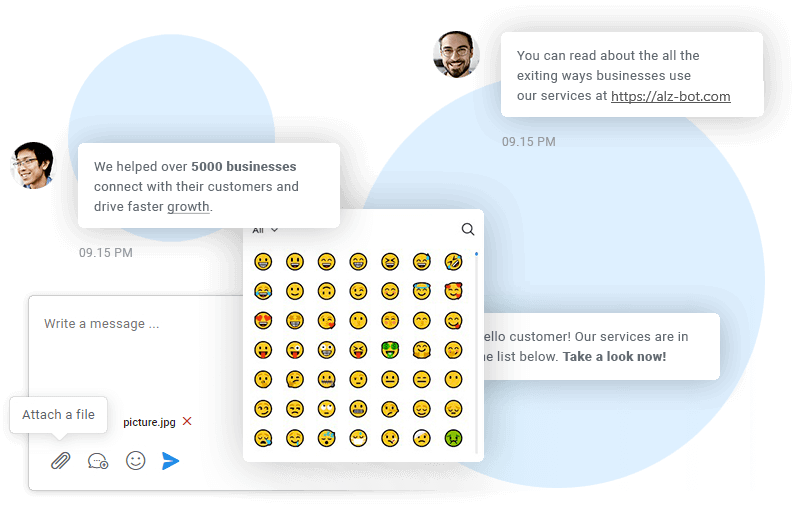 You can read about the all the
exiting ways businesses use
our services at https://alz-bot.com
09.15 PM
We helped over 5000 businesses
connect with their customers and
drive faster growth.
09.15 PM
All
Write a message ...
ello customer! Our services are in
list below. Take a look now!
Attach a file
picture.jpg